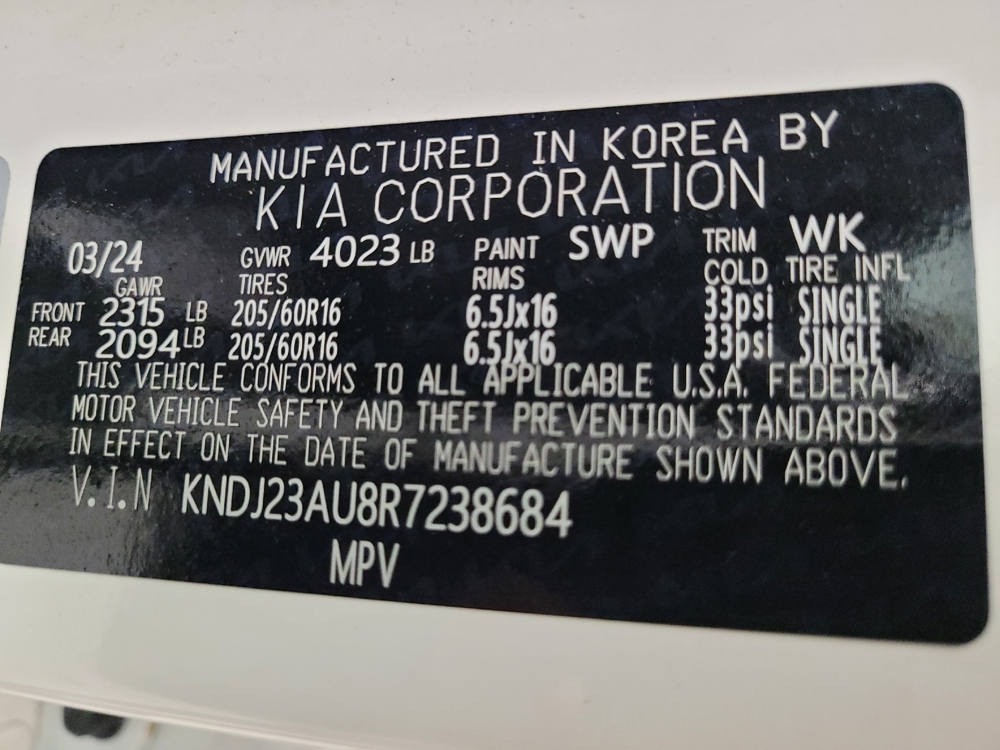 MANUFACTURED IN KOREA BY
KIA CORPORATION
03/24 GVWR 4023 LB PAINT SWP TRIM WK
GAWR TIRES RIMS COLD TIRE INFL
FRONT 2315 LB 205/60R16 6.5Jx16 33psi SINGLE
REAR 2094 LB 205/60R16 6.5Jx16 33psi SINGLE
THIS VEHICLE CONFORMS TO ALL APPLICABLE U.S.A. FEDERAL
MOTOR VEHICLE SAFETY AND THEFT PREVENTION STANDARDS
IN EFFECT ON THE DATE OF MANUFACTURE SHOWN ABOVE.
V.I.N KNDJ23AU8R7238684
MPV